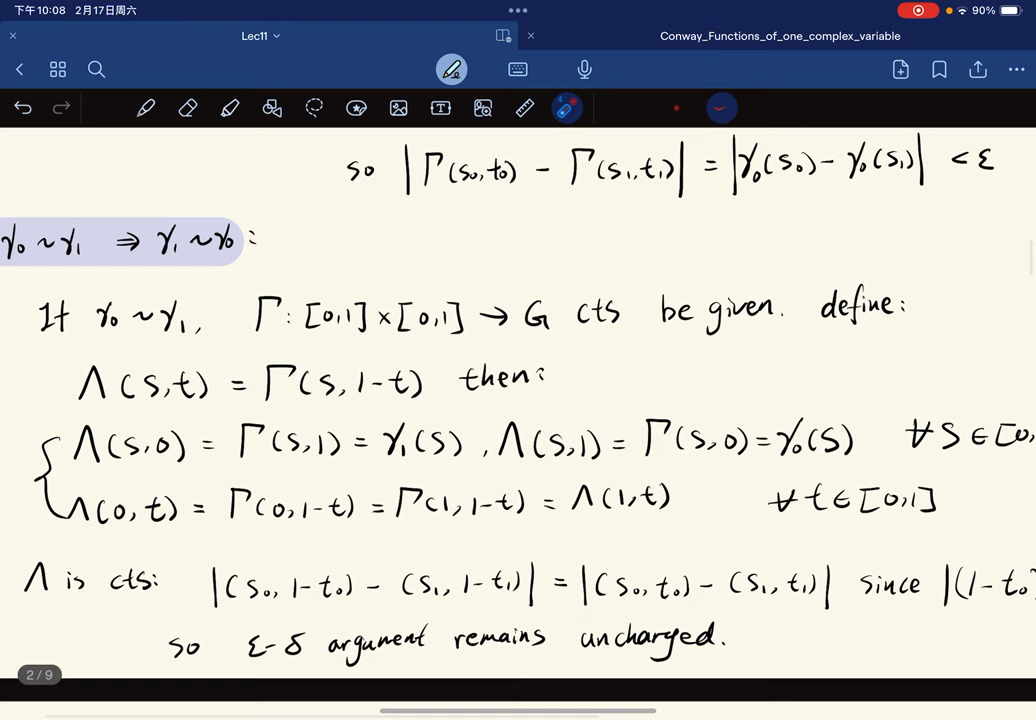 下午10:08 2月17日周六
90%
Lec11
Conway_Functions_of_one_complex_variable
so |Γ(s₀,t₀) - Γ(s₁,t₁)| = |γ₀(s₀) - γ₀(s₁)| < ε
γ₀ ~ γ₁ ⇒ γ₁ ~ γ₀ :
If γ₀ ~ γ₁, Γ: [0,1] × [0,1] → G cts be given. define:
Λ(s,t) = Γ(s,1-t) then:
Λ(s,0) = Γ(s,1) = γ₁(s), Λ(s,1) = Γ(s,0) = γ₀(s) ∀s∈[0,
Λ(0,t) = Γ(0,1-t) = Γ(1,1-t) = Λ(1,t) ∀t∈[0,1]
Λ is cts: |(s₀,1-t₀) - (s₁,1-t₁)| = |(s₀,t₀) - (s₁,t₁)| since |(1-t₀)
so ε-δ argument remains unchanged.
2 / 9